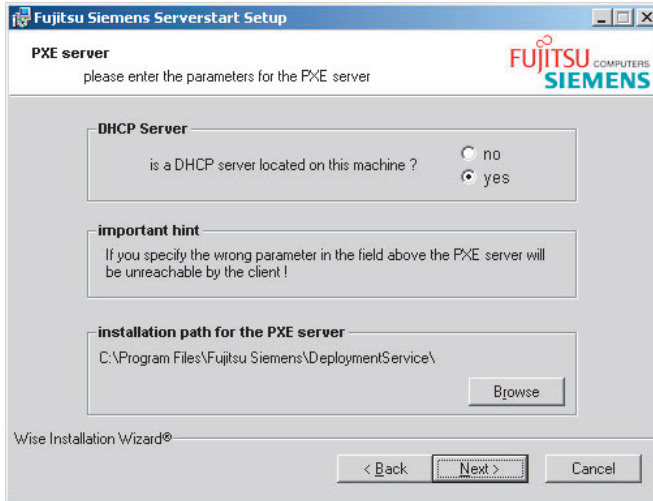 Fujitsu Siemens Serverstart Setup
PXE server
please enter the parameters for the PXE server
FUJITSU COMPUTERS
SIEMENS
DHCP Server
is a DHCP server located on this machine ?
no
yes
important hint
If you specify the wrong parameter in the field above the PXE server will
be unreachable by the client !
installation path for the PXE server
C:\Program Files\Fujitsu Siemens\DeploymentService\
Browse
Wise Installation Wizard®
< Back
Next >
Cancel